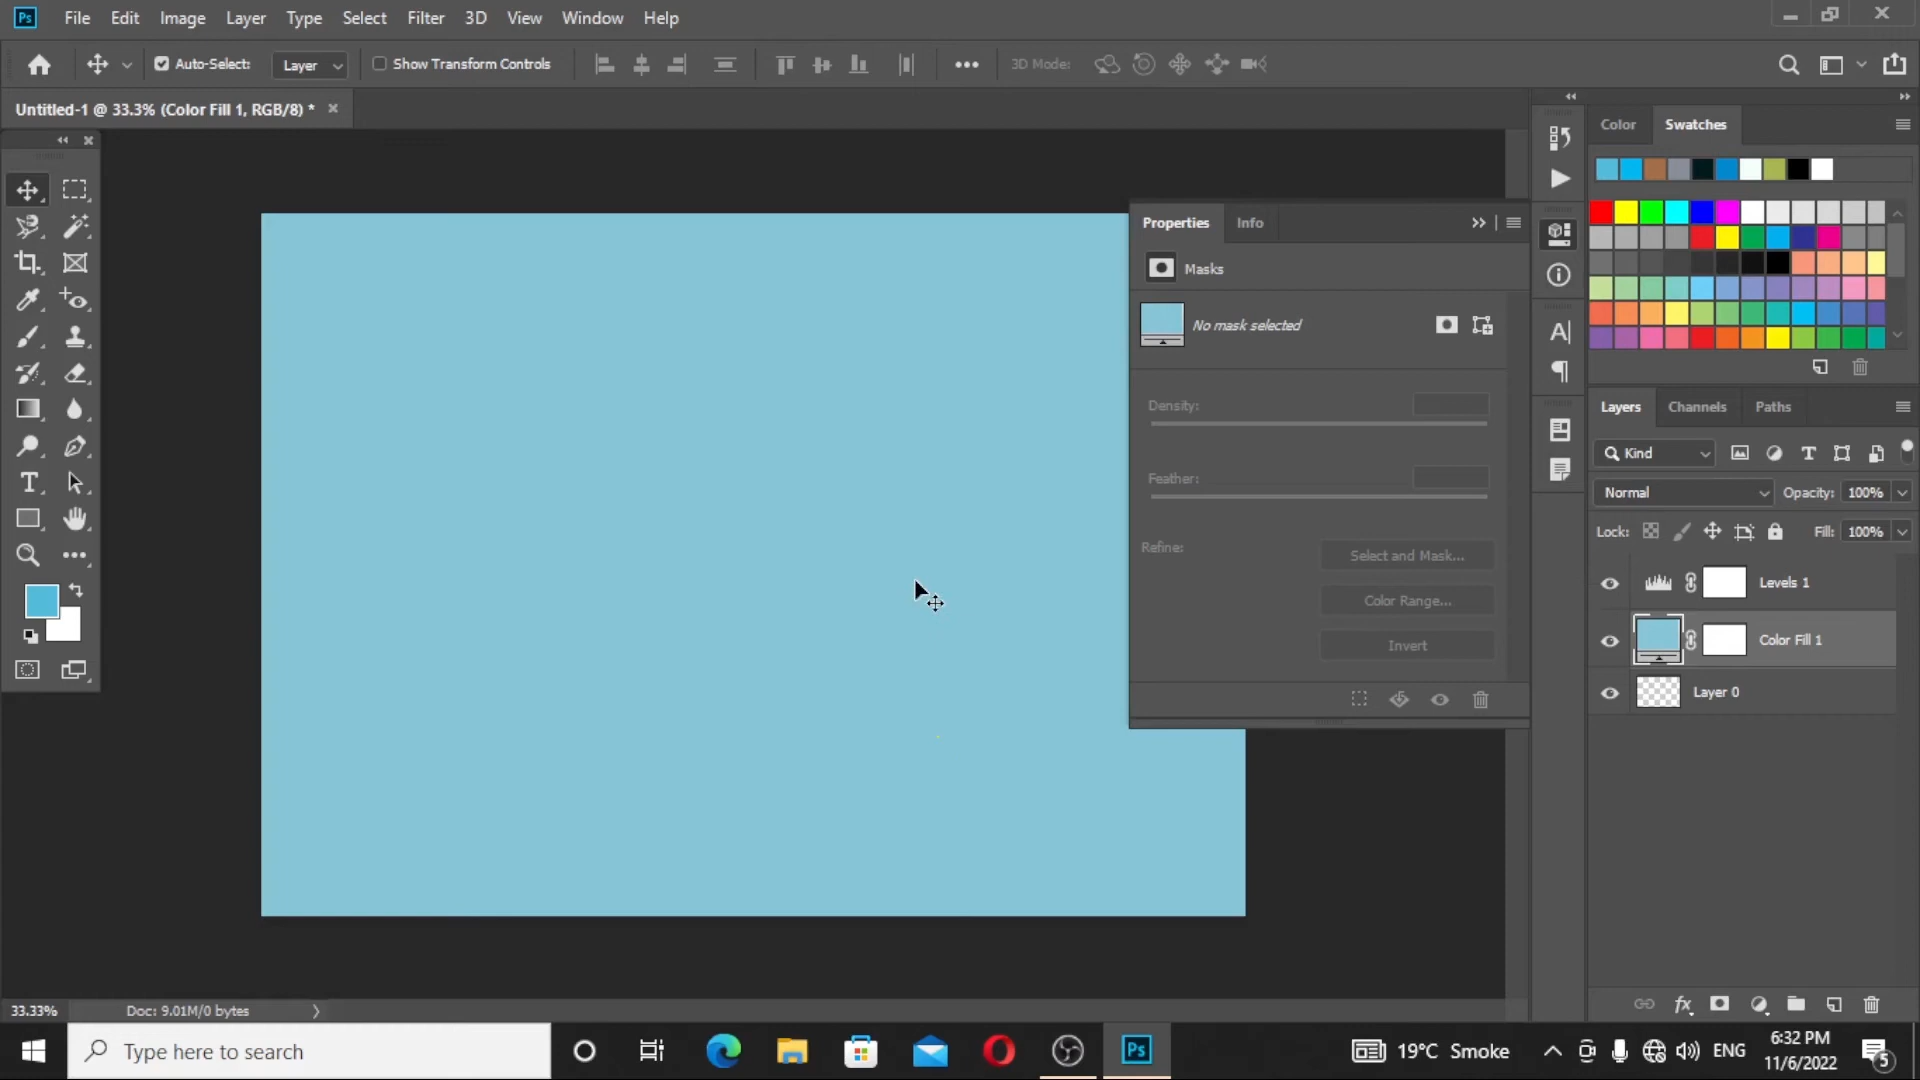 Ps File Edit Image Layer Type Select Filter 3D View Window Help
Auto-Select: Layer Show Transform Controls 3D Mode:
Untitled-1 @ 33.3% (Color Fill 1, RGB/8) *
Color Swatches
Properties Info
Masks
No mask selected
Density:
Feather:
Refine:
Select and Mask...
Color Range...
Invert
Layers Channels Paths
Kind
Normal Opacity: 100%
Lock: Fill: 100%
Levels 1
Color Fill 1
Layer 0
33.33% Doc: 9.01M/0 bytes
Type here to search
Ps
19°C Smoke
ENG
6:32 PM
11/6/2022
5